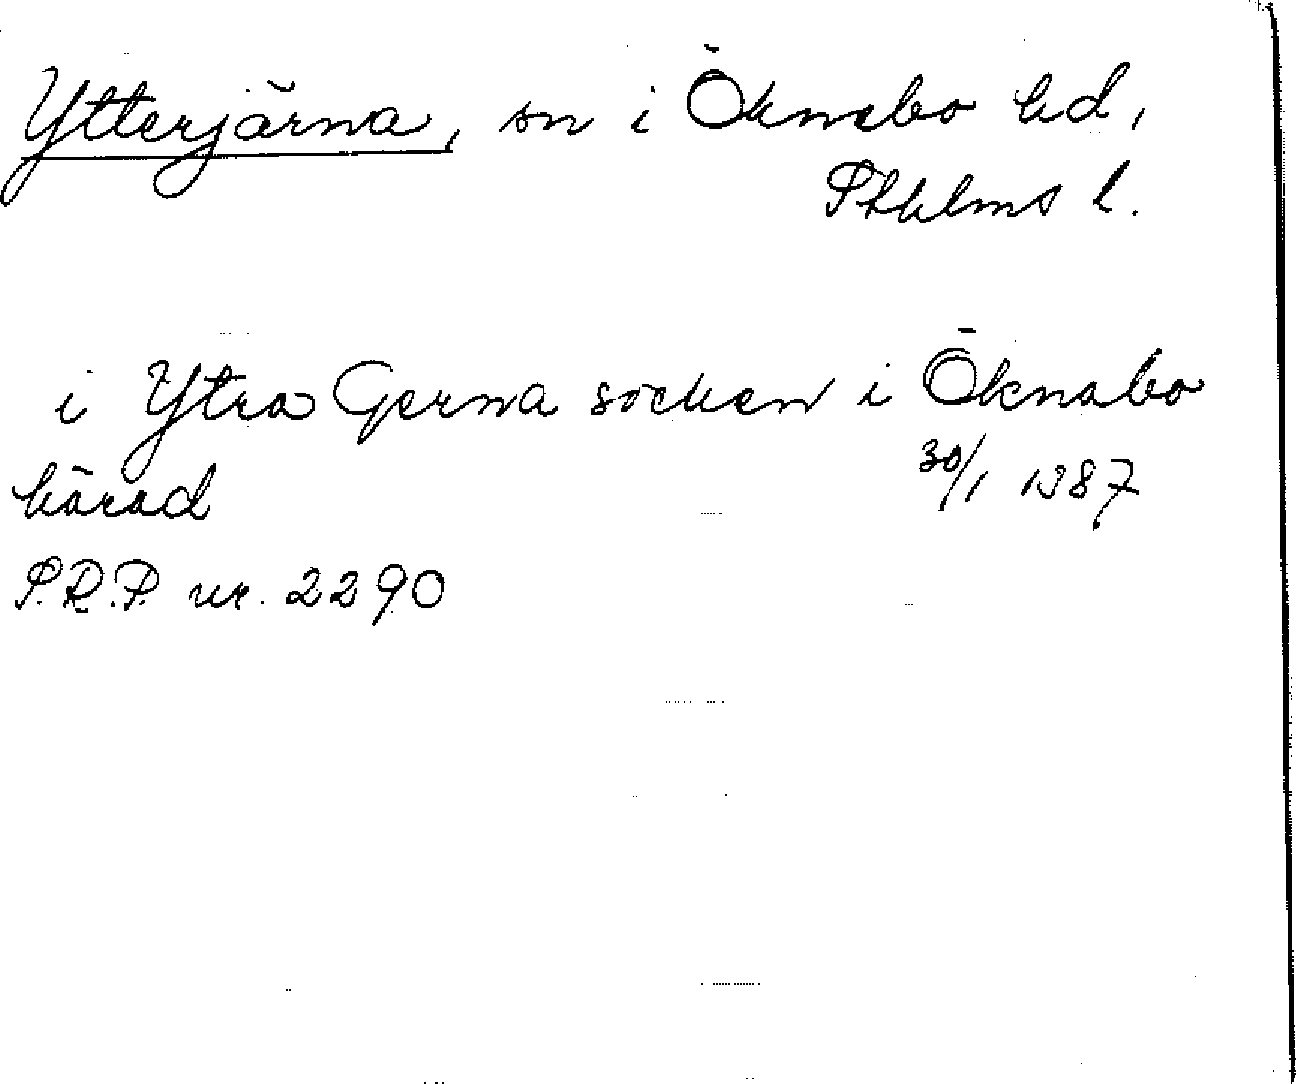 Ytterjärna, sn i Öknebo hd,
Sthlms l.
i Ytra Gerna socken i Öknabo
härad 30/1 1387
S.R.P. nr. 2290